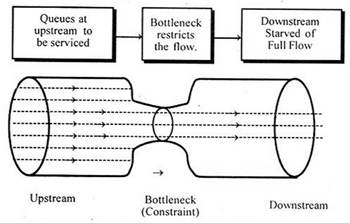 Queues at
upstream to
be serviced
Bottleneck
restricts
the flow.
Downstream
Starved of
Full Flow
Upstream
Bottleneck
(Constraint)
Downstream